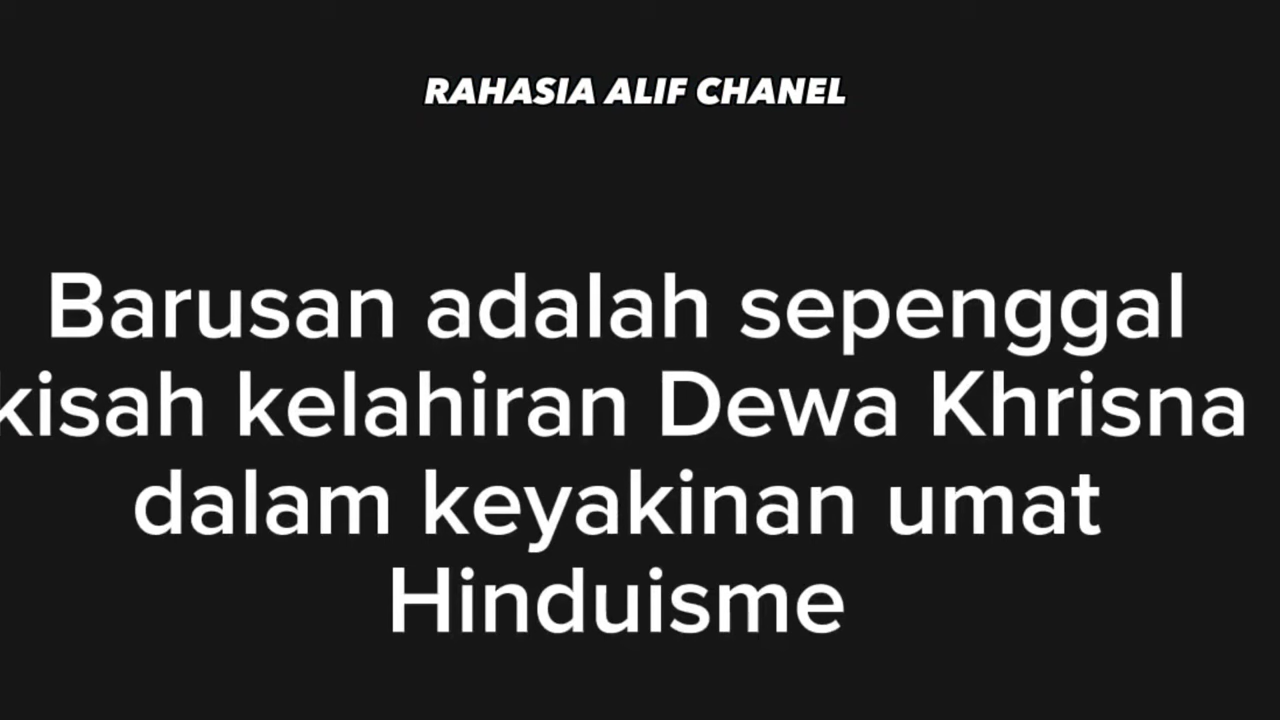 RAHASIA ALIF CHANEL
Barusan adalah sepenggal
kisah kelahiran Dewa Khrisna
dalam keyakinan umat
Hinduisme